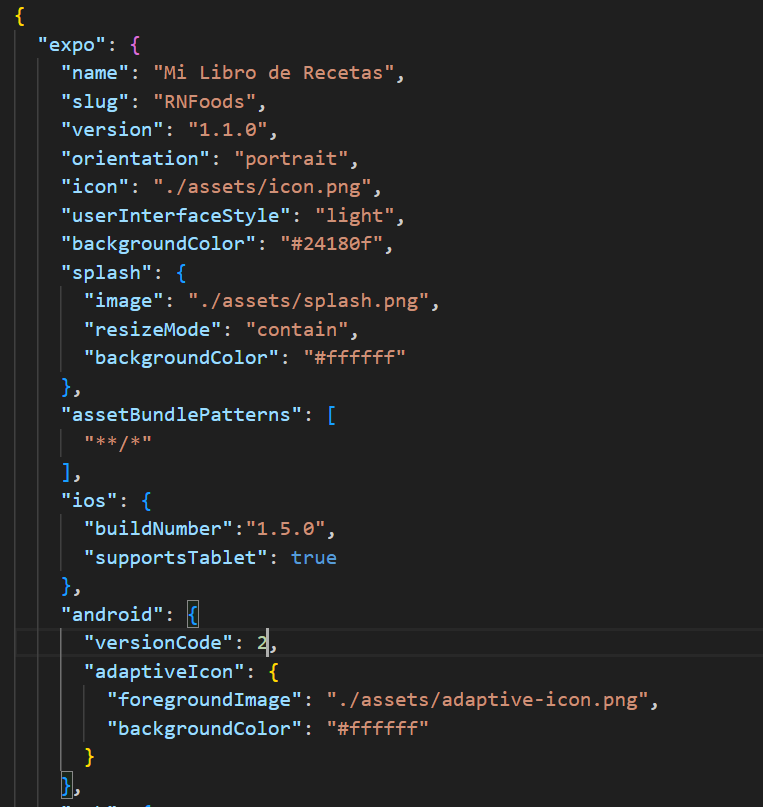 {
"expo": {
"name": "Mi Libro de Recetas",
"slug": "RNFoods",
"version": "1.1.0",
"orientation": "portrait",
"icon": "./assets/icon.png",
"userInterfaceStyle": "light",
"backgroundColor": "#24180f",
"splash": {
"image": "./assets/splash.png",
"resizeMode": "contain",
"backgroundColor": "#ffffff"
},
"assetBundlePatterns": [
"**/*"
],
"ios": {
"buildNumber":"1.5.0",
"supportsTablet": true
},
"android": {
"versionCode": 2,
"adaptiveIcon": {
"foregroundImage": "./assets/adaptive-icon.png",
"backgroundColor": "#ffffff"
}
},